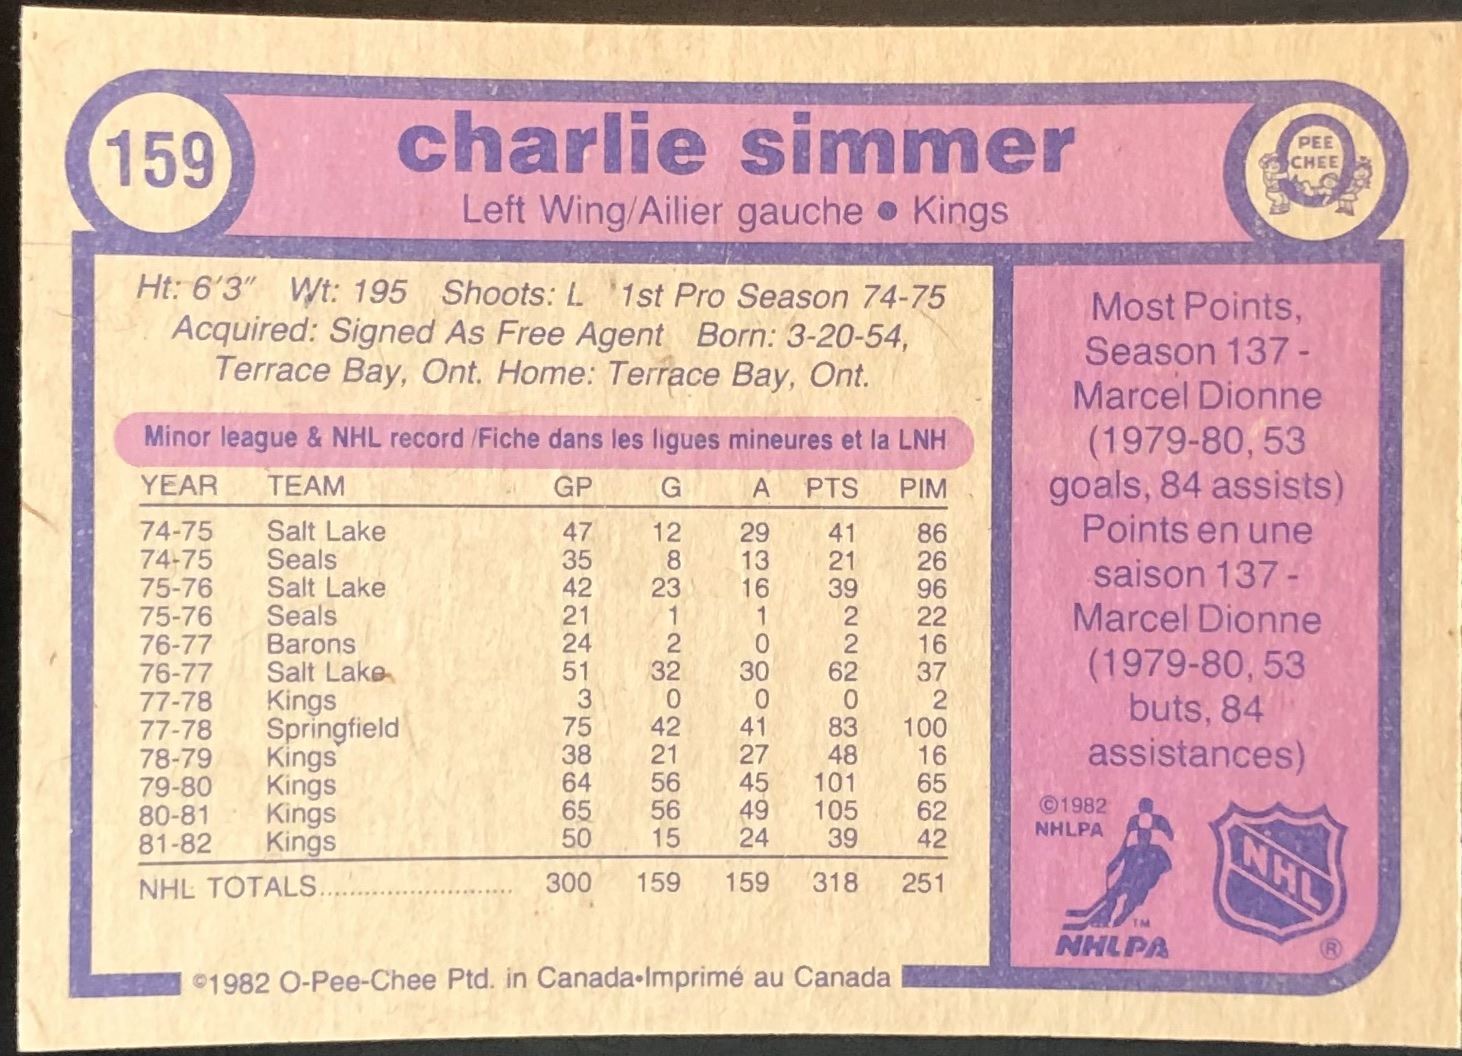 159
charlie simmer
PEE
CHEE
Left Wing/Ailier gauche • Kings
Ht: 6'3" Wt: 195 Shoots: L 1st Pro Season 74-75
Acquired: Signed As Free Agent Born: 3-20-54,
Terrace Bay, Ont. Home: Terrace Bay, Ont.
Minor league & NHL record /Fiche dans les ligues mineures et la LNH
YEAR TEAM GP G A PTS PIM
74-75 Salt Lake 47 12 29 41 86
74-75 Seals 35 8 13 21 26
75-76 Salt Lake 42 23 16 39 96
75-76 Seals 21 1 1 2 22
76-77 Barons 24 2 0 2 16
76-77 Salt Lake 51 32 30 62 37
77-78 Kings 3 0 0 0 2
77-78 Springfield 75 42 41 83 100
78-79 Kings 38 21 27 48 16
79-80 Kings 64 56 45 101 65
80-81 Kings 65 56 49 105 62
81-82 Kings 50 15 24 39 42
NHL TOTALS........................... 300 159 159 318 251
©1982 O-Pee-Chee Ptd. in Canada•Imprimé au Canada
Most Points,
Season 137 -
Marcel Dionne
(1979-80, 53
goals, 84 assists)
Points en une
saison 137 -
Marcel Dionne
(1979-80, 53
buts, 84
assistances)
©1982
NHLPA
TM
NHLPA
NHL
®